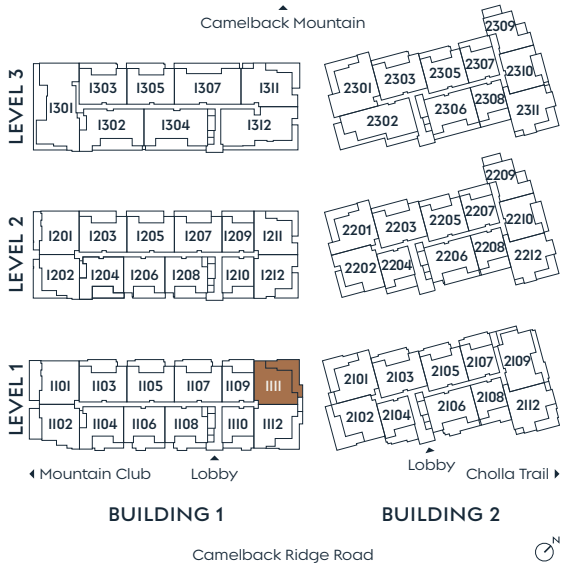 Camelback Mountain
LEVEL 3
1301 1303 1305 1307 1311
1302 1304 1312
2301 2303 2305 2307 2309 2310
2302 2306 2308 2311
LEVEL 2
1201 1203 1205 1207 1209 1211
1202 1204 1206 1208 1210 1212
2201 2203 2205 2207 2209 2210
2202 2204 2206 2208 2212
LEVEL 1
1101 1103 1105 1107 1109 1111
1102 1104 1106 1108 1110 1112
2101 2103 2105 2107 2109
2102 2104 2106 2108 2112
Mountain Club
Lobby
Lobby
Cholla Trail
BUILDING 1
BUILDING 2
Camelback Ridge Road
N